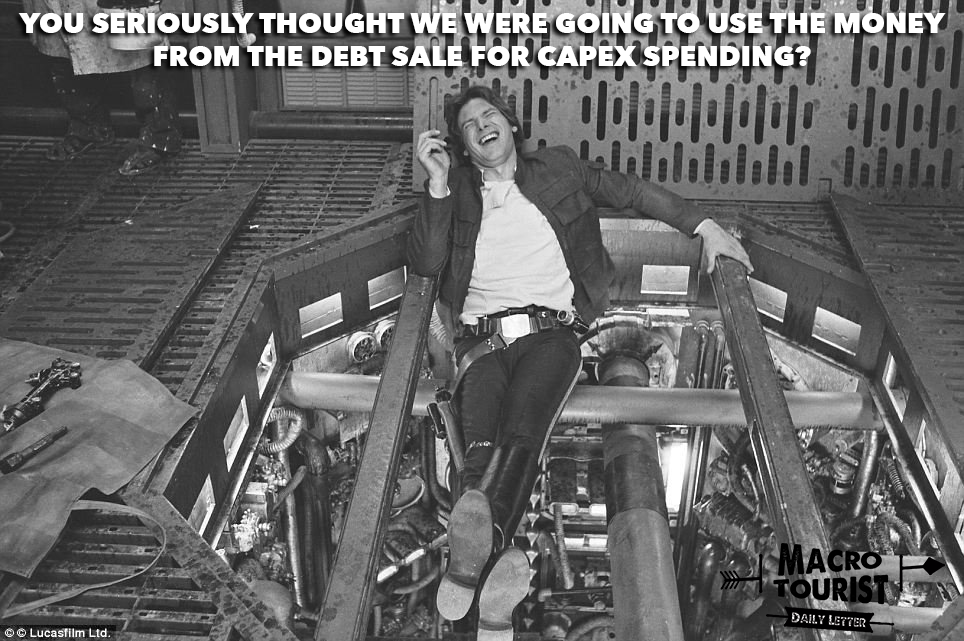 YOU SERIOUSLY THOUGHT WE WERE GOING TO USE THE MONEY
FROM THE DEBT SALE FOR CAPEX SPENDING?
MACRO
TOURIST
DAILY LETTER
© © Lucasfilm Ltd.